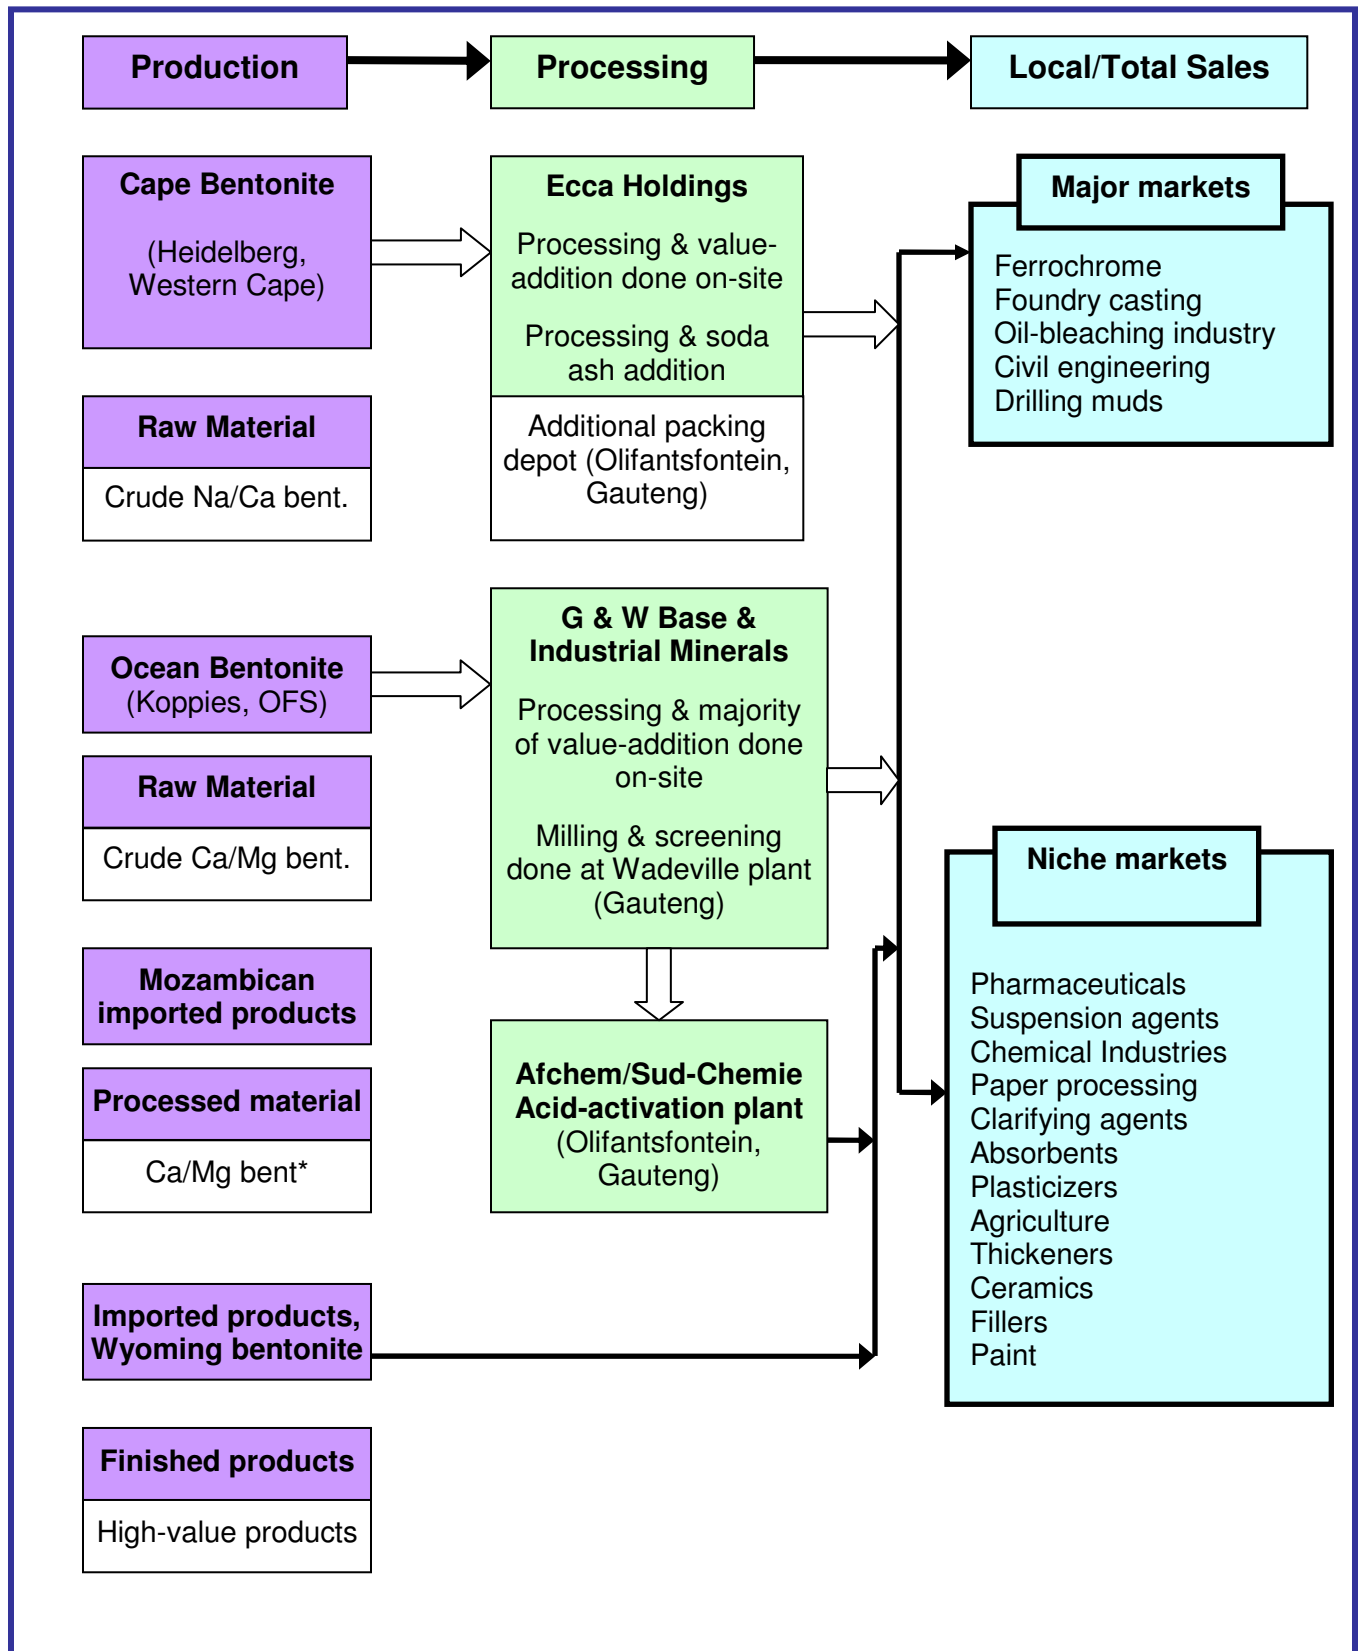 Production
Processing
Local/Total Sales
Cape Bentonite
(Heidelberg,
Western Cape)
Raw Material
Crude Na/Ca bent.
Ecca Holdings
Processing & value-
addition done on-site
Processing & soda
ash addition
Additional packing
depot (Olifantsfontein,
Gauteng)
Major markets
Ferrochrome
Foundry casting
Oil-bleaching industry
Civil engineering
Drilling muds
Ocean Bentonite
(Koppies, OFS)
Raw Material
Crude Ca/Mg bent.
G & W Base &
Industrial Minerals
Processing & majority
of value-addition done
on-site
Milling & screening
done at Wadeville plant
(Gauteng)
Mozambican
imported products
Processed material
Ca/Mg bent*
Afchem/Sud-Chemie
Acid-activation plant
(Olifantsfontein,
Gauteng)
Niche markets
Pharmaceuticals
Suspension agents
Chemical Industries
Paper processing
Clarifying agents
Absorbents
Plasticizers
Agriculture
Thickeners
Ceramics
Fillers
Paint
Imported products,
Wyoming bentonite
Finished products
High-value products